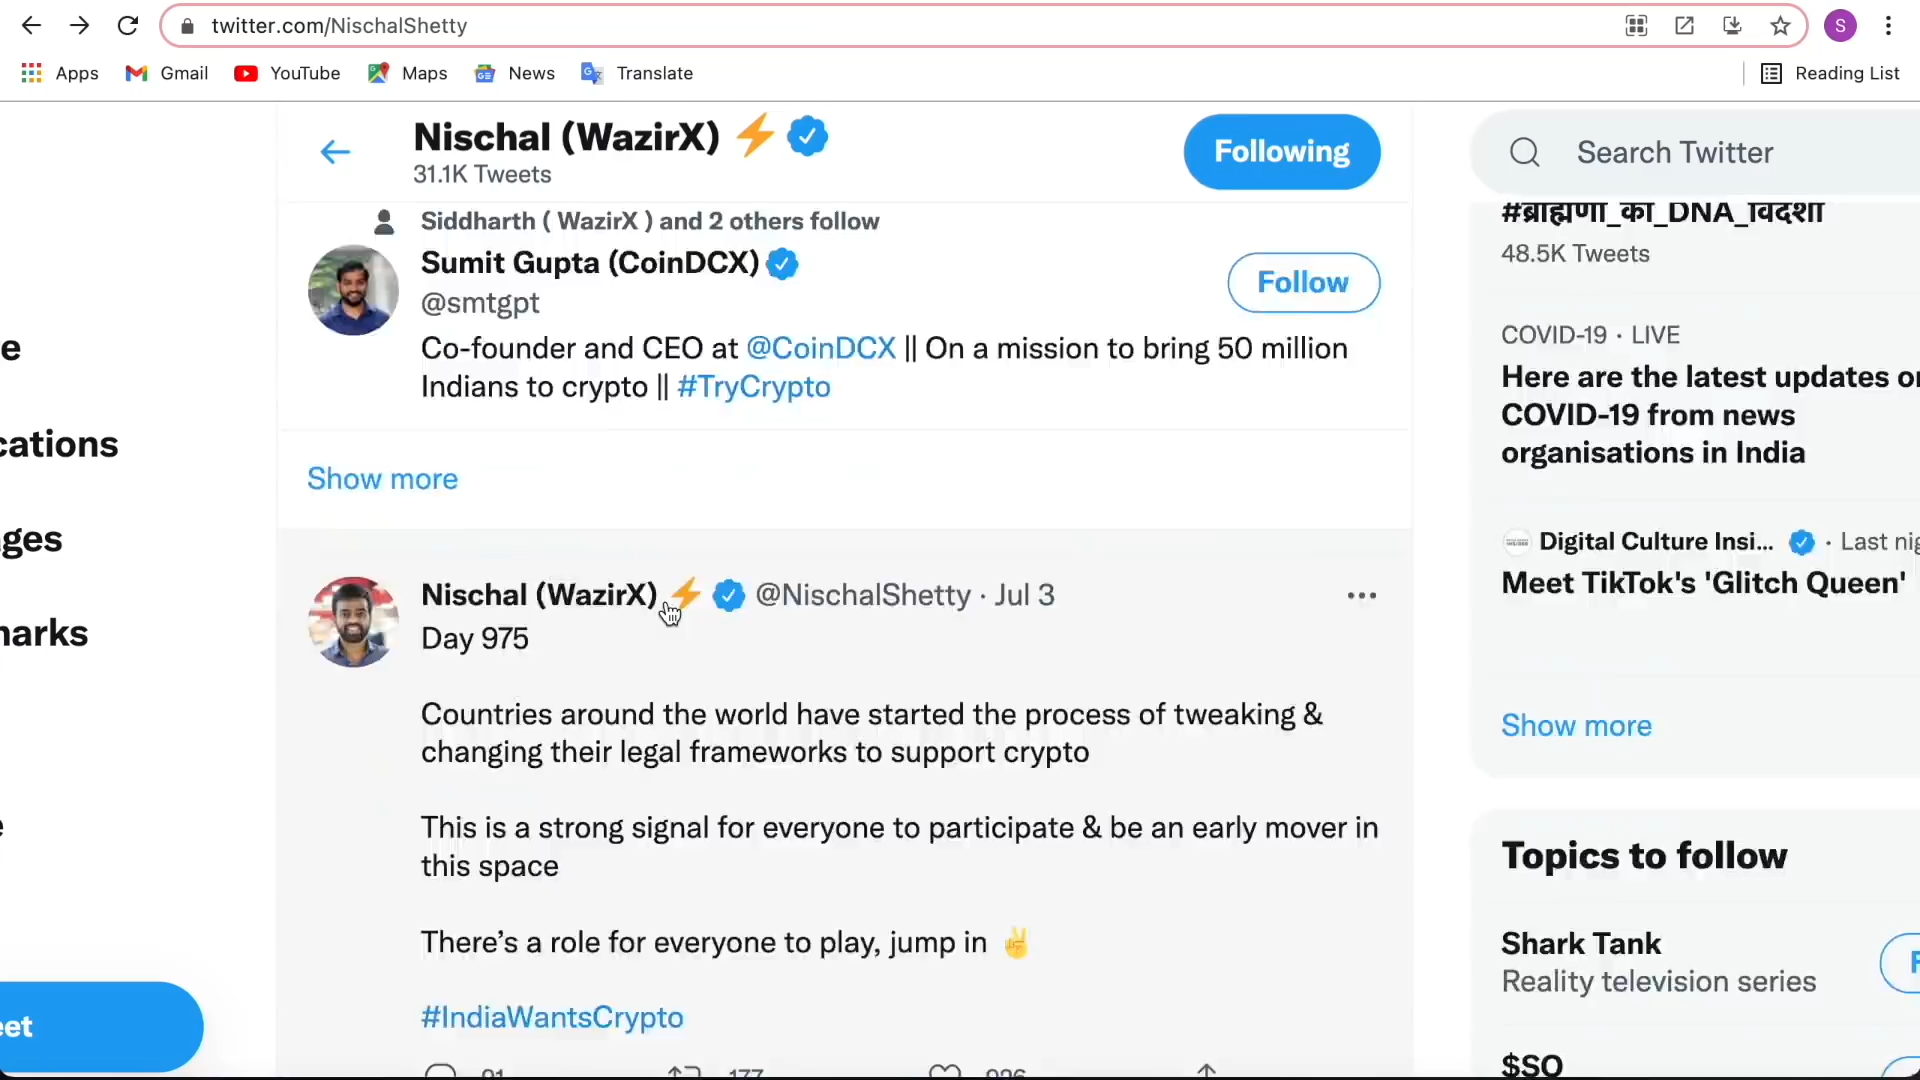 twitter.com/NischalShetty
S
Apps Gmail YouTube Maps News Translate Reading List
Nischal (WazirX)
31.1K Tweets
Following
Search Twitter
Siddharth ( WazirX ) and 2 others follow
Sumit Gupta (CoinDCX)
@smtgpt
Follow
Co-founder and CEO at @CoinDCX || On a mission to bring 50 million
Indians to crypto || #TryCrypto
Show more
Nischal (WazirX) @NischalShetty · Jul 3
Day 975
Countries around the world have started the process of tweaking &
changing their legal frameworks to support crypto
This is a strong signal for everyone to participate & be an early mover in
this space
There's a role for everyone to play, jump in
#IndiaWantsCrypto
177
e
cations
ges
narks
e
eet
48.5K Tweets
COVID-19 · LIVE
Here are the latest updates
COVID-19 from news
organisations in India
Digital Culture Insi... · Last
Meet TikTok's 'Glitch Queen'
Show more
Topics to follow
Shark Tank
Reality television series
F
$SO